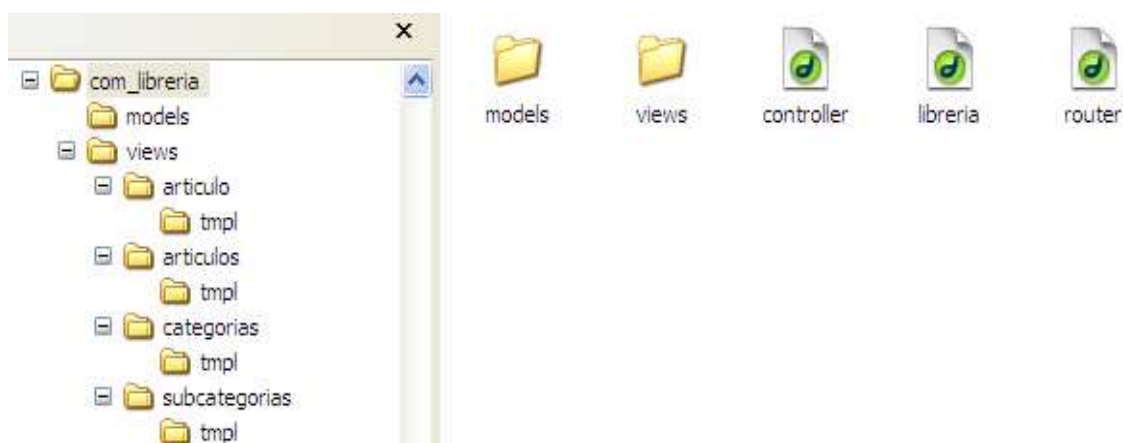 com_libreria
models
views
articulo
tmpl
articulos
tmpl
categorias
tmpl
subcategorias
tmpl
models views controller libreria router